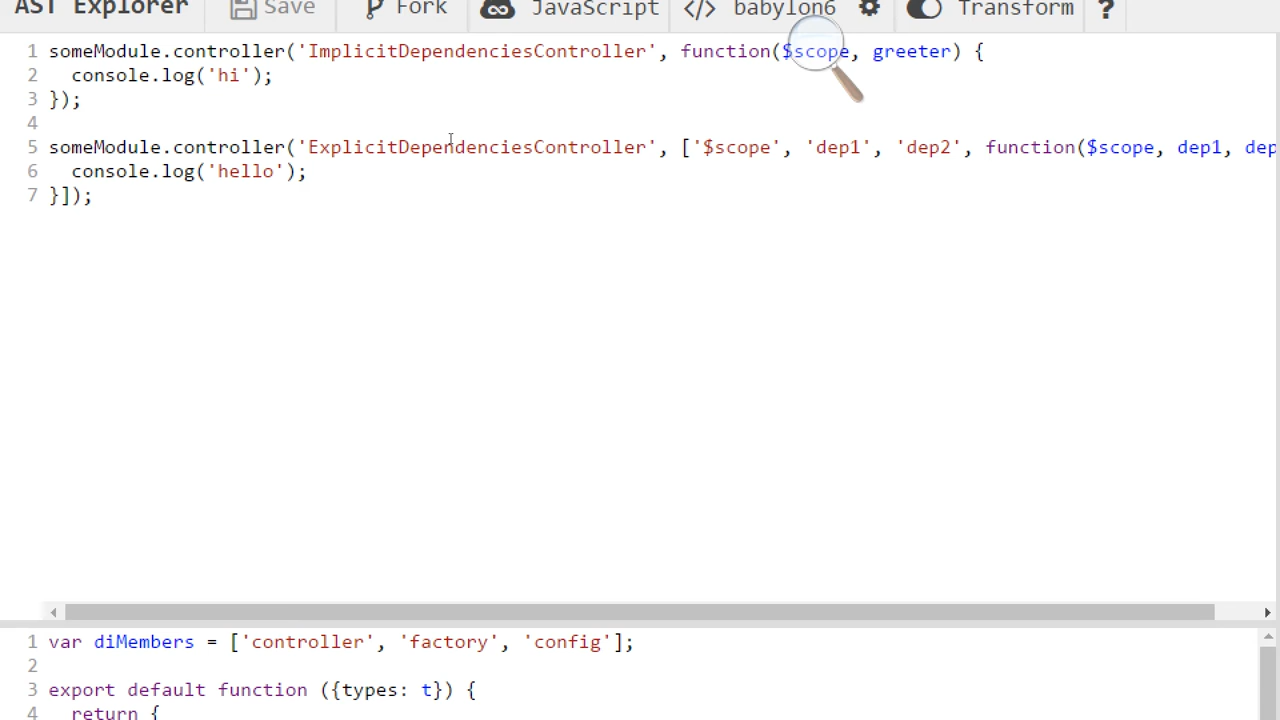 AST Explorer Save Fork JavaScript </> babylon6 Transform ?
1 someModule.controller('ImplicitDependenciesController', function($scope, greeter) {
2 console.log('hi');
3 });
4
5 someModule.controller('ExplicitDependenciesController', ['$scope', 'dep1', 'dep2', function($scope, dep1, dep
6 console.log('hello');
7 }]);
1 var diMembers = ['controller', 'factory', 'config'];
2
3 export default function ({types: t}) {
4 return {